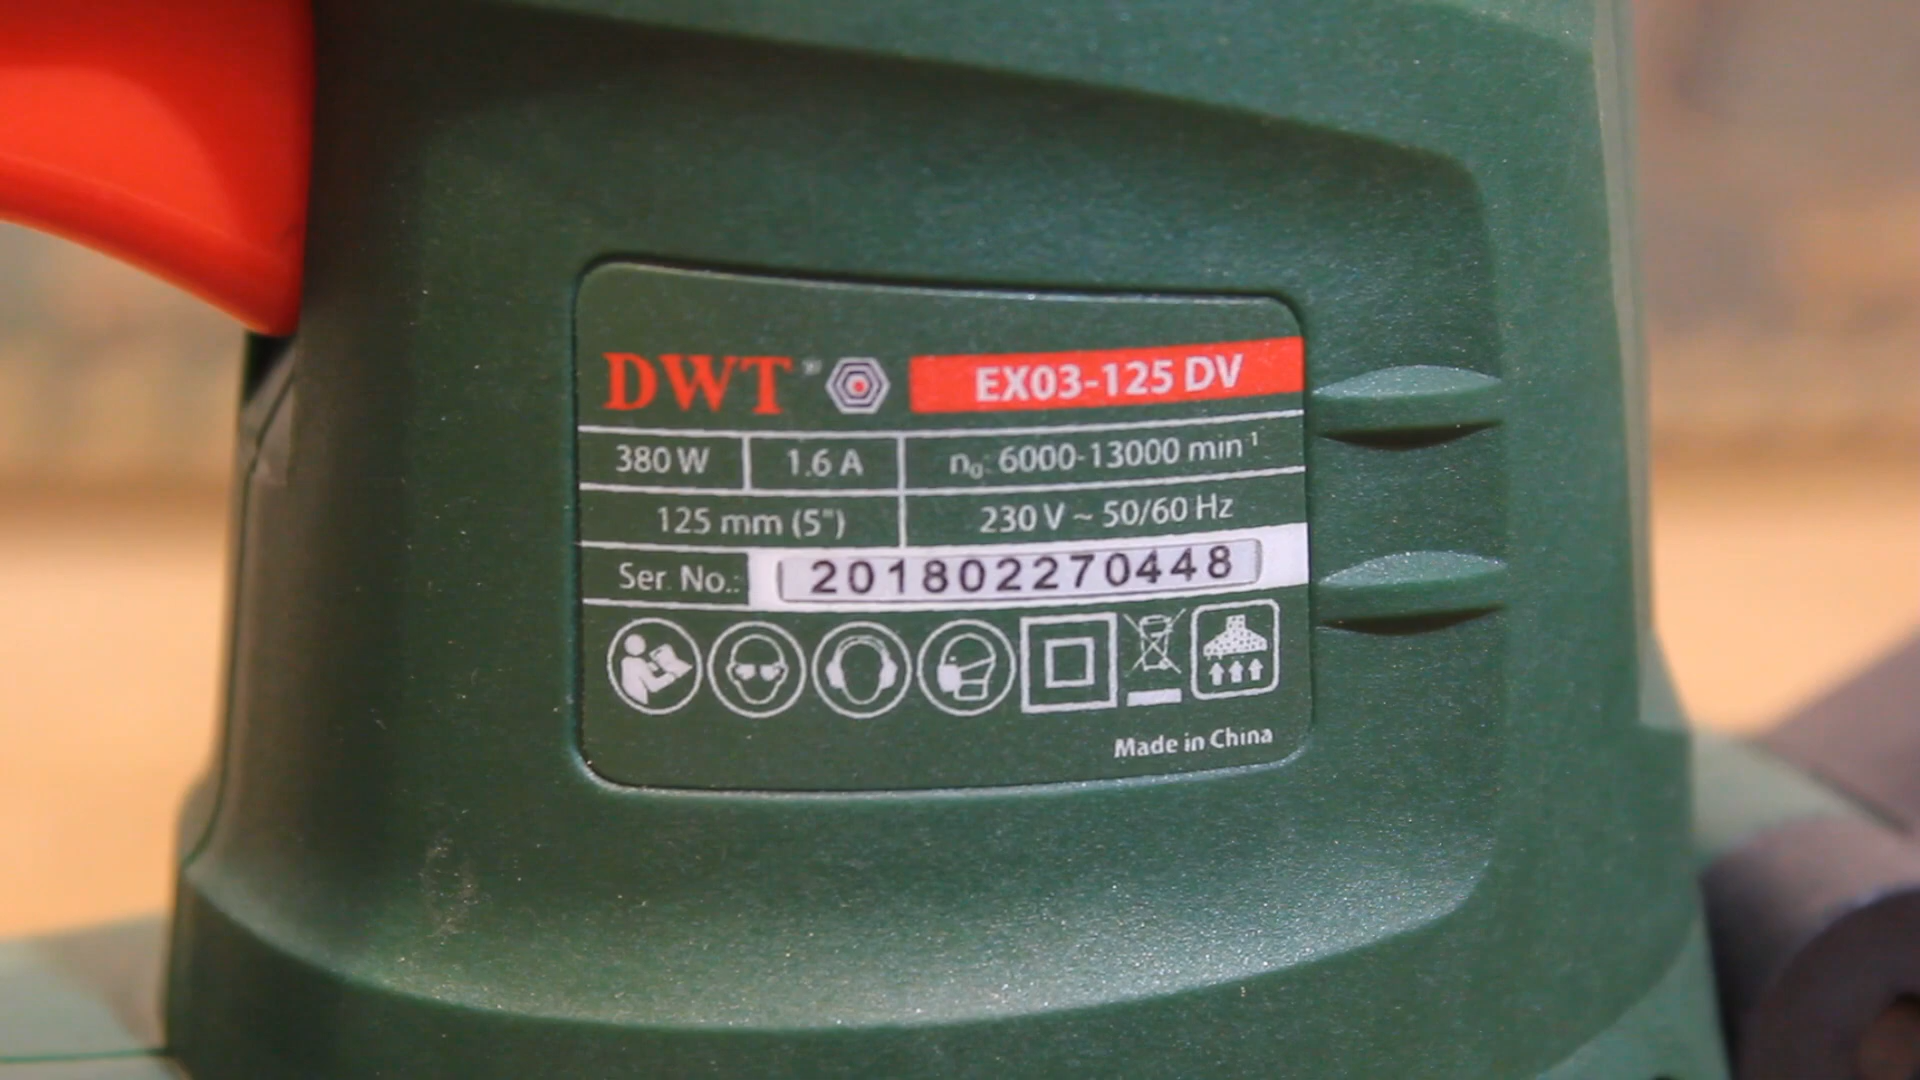 DWT® EX03-125 DV
380 W 1.6 A n₀: 6000-13000 min⁻¹
125 mm (5") 230 V ~ 50/60 Hz
Ser. No.: 201802270448
Made in China